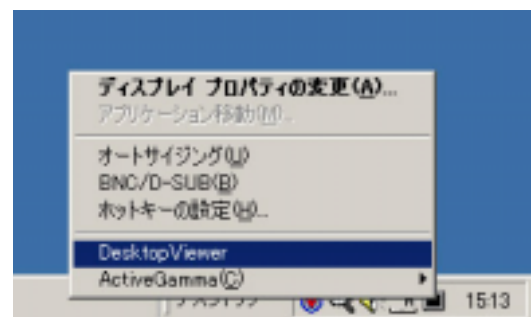 ディスプレイ プロパティの変更(A)...
アプリケーション移動(M)...
オートサイジング(U)
BNC/D-SUB(B)
ホットキーの設定(H)...
DesktopViewer
ActiveGamma(C)
15:13